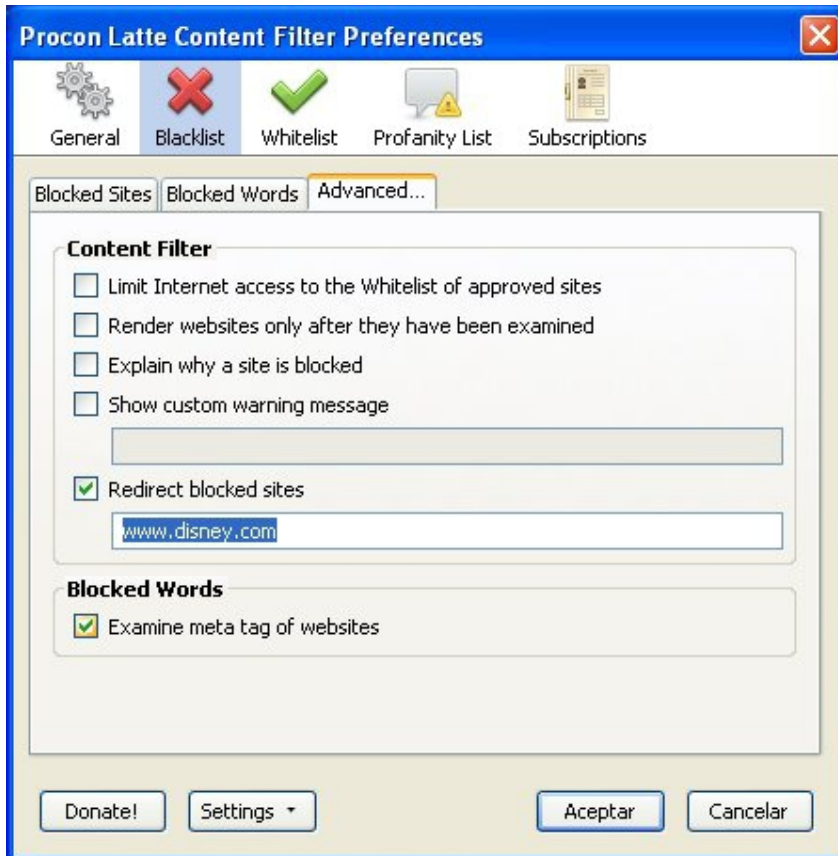 Procon Latte Content Filter Preferences
General Blacklist Whitelist Profanity List Subscriptions
Blocked Sites Blocked Words Advanced...
Content Filter
Limit Internet access to the Whitelist of approved sites
Render websites only after they have been examined
Explain why a site is blocked
Show custom warning message
Redirect blocked sites
www.disney.com
Blocked Words
Examine meta tag of websites
Donate! Settings Aceptar Cancelar